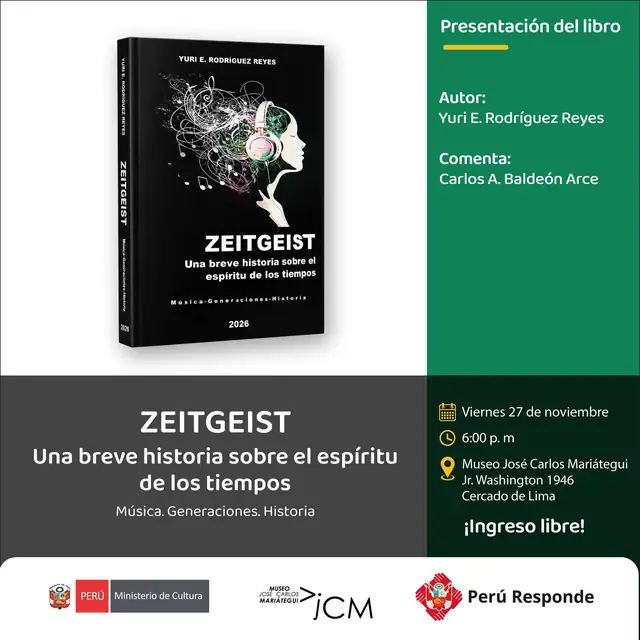 Presentación del libro
Autor:
Yuri E. Rodríguez Reyes
Comenta:
Carlos A. Baldeón Arce
YURI E. RODRÍGUEZ REYES
ZEITGEIST
Música-Generaciones-Historia
2026
YURI E. RODRÍGUEZ REYES
ZEITGEIST
Una breve historia sobre el
espíritu de los tiempos
Música-Generaciones-Historia
2026
ZEITGEIST
Una breve historia sobre el espíritu
de los tiempos
Música. Generaciones. Historia
Viernes 27 de noviembre
6:00 p. m
Museo José Carlos Mariátegui
Jr. Washington 1946
Cercado de Lima
¡Ingreso libre!
PERÚ Ministerio de Cultura
MUSEO
JOSÉ CARLOS
MARIÁTEGUI
jCM
Perú Responde